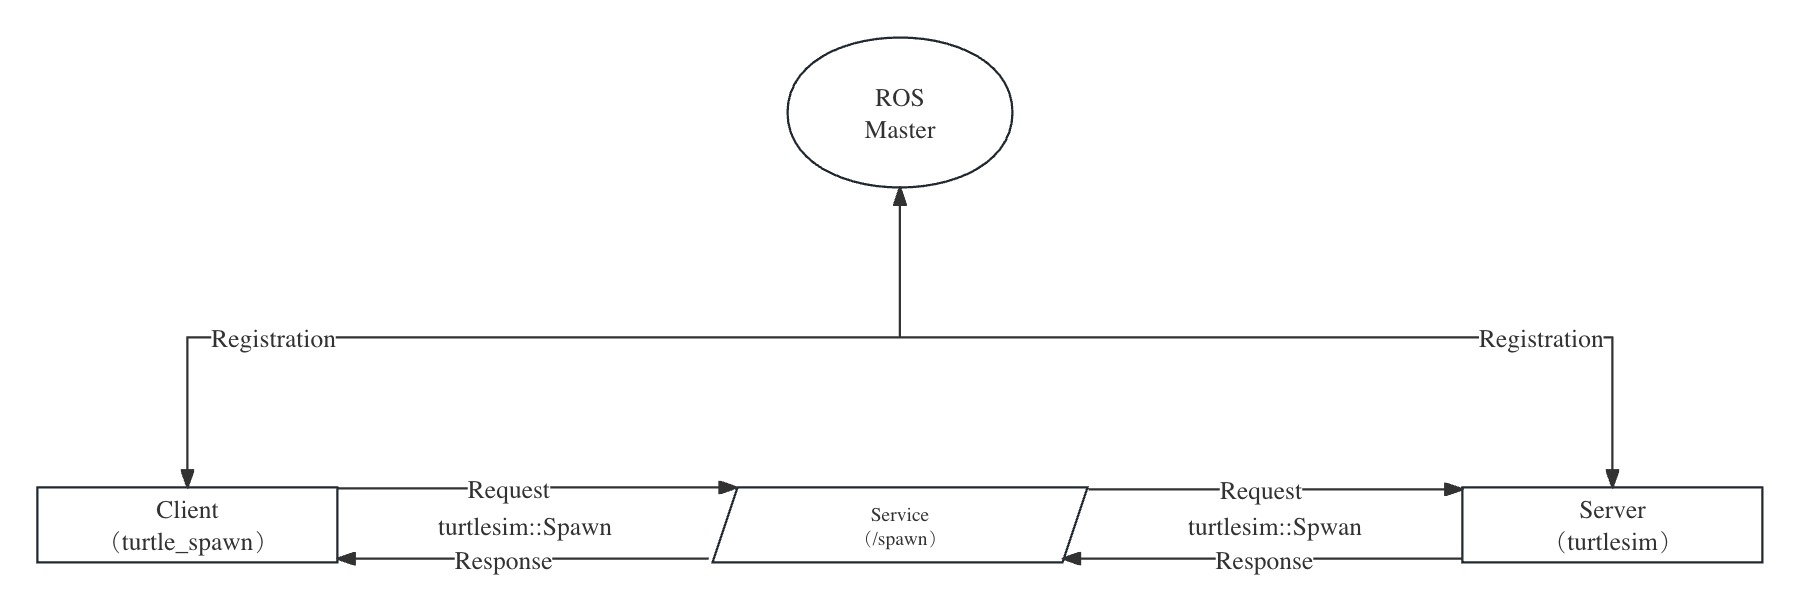 ROS
Master
Registration
Registration
Client
（turtle_spawn）
Request
turtlesim::Spawn
Response
Service
（/spawn）
Request
turtlesim::Spwan
Response
Server
（turtlesim）